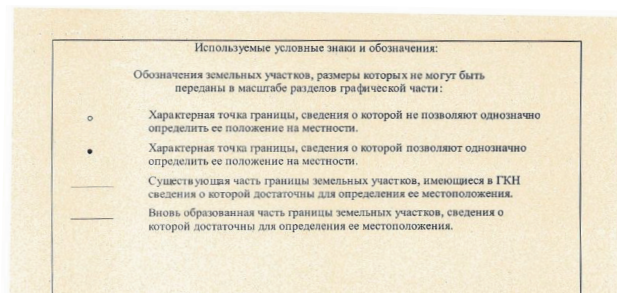 Используемые условные знаки и обозначения:
Обозначения земельных участков, размеры которых не могут быть
переданы в масштабе разделов графической части:
Характерная точка границы, сведения о которой не позволяют однозначно
определить ее положение на местности.
Характерная точка границы, сведения о которой позволяют однозначно
определить ее положение на местности.
Существующая часть границы земельных участков, имеющиеся в ГКН
сведения о которой достаточны для определения ее местоположения.
Вновь образованная часть границы земельных участков, сведения о
которой достаточны для определения ее местоположения.